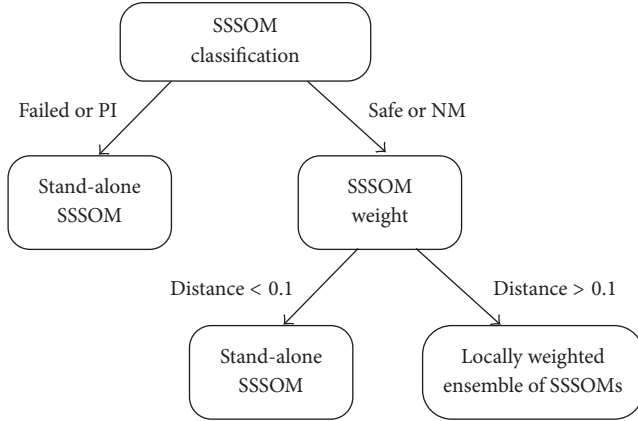 SSSOM
classification
Failed or PI
Safe or NM
Stand-alone
SSSOM
SSSOM
weight
Distance < 0.1
Distance > 0.1
Stand-alone
SSSOM
Locally weighted
ensemble of SSSOMs